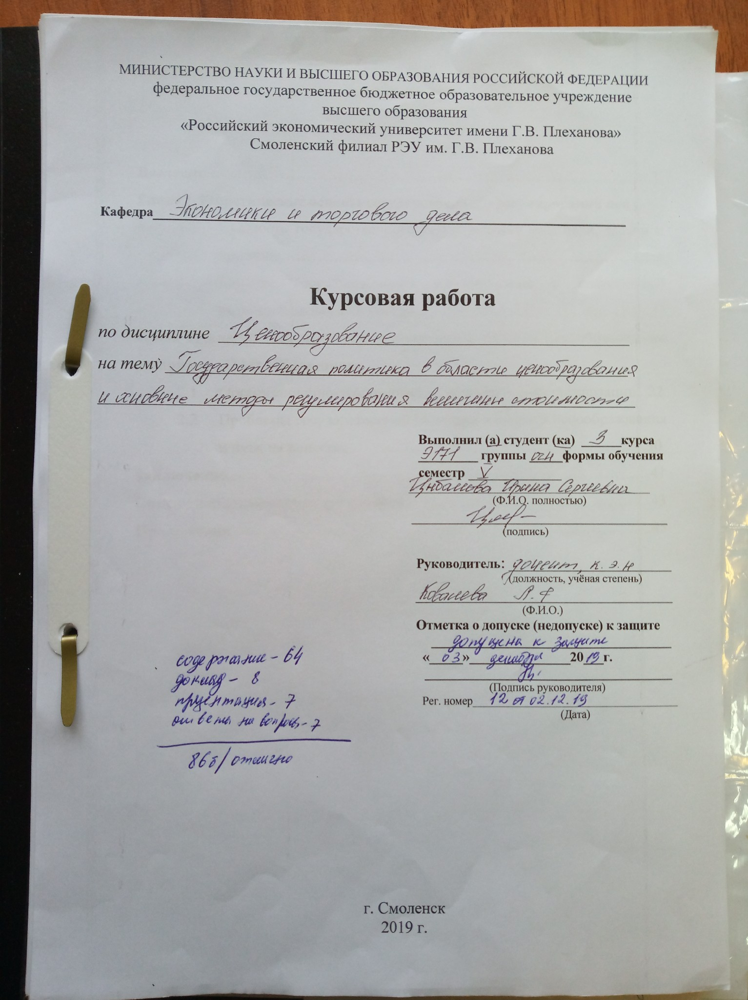 МИНИСТЕРСТВО НАУКИ И ВЫСШЕГО ОБРАЗОВАНИЯ РОССИЙСКОЙ ФЕДЕРАЦИИ
федеральное государственное бюджетное образовательное учреждение
высшего образования
«Российский экономический университет имени Г.В. Плеханова»
Смоленский филиал РЭУ им. Г.В. Плеханова
Кафедра Экономики и торгового дела
Курсовая работа
по дисциплине Ценообразование
на тему Государственная политика в области ценообразования
и основные методы регулирования величины стоимости
Выполнил (а) студент (ка) 3 курса
Э171 группы очн формы обучения
семестр V
Цыбанова Ирина Сергеевна
(Ф.И.О. полностью)
(подпись)
Руководитель: доцент, к.э.н
(должность, учёная степень)
Ковалева Л.Ф
(Ф.И.О.)
Отметка о допуске (недопуске) к защите
допущена к защите
«03» декабря 2019 г.
(Подпись руководителя)
Рег. номер 12 от 02.12.19
(Дата)
содержание - 64
доклад - 8
презентация - 7
ответы на вопросы - 7
86б/отлично
г. Смоленск
2019 г.